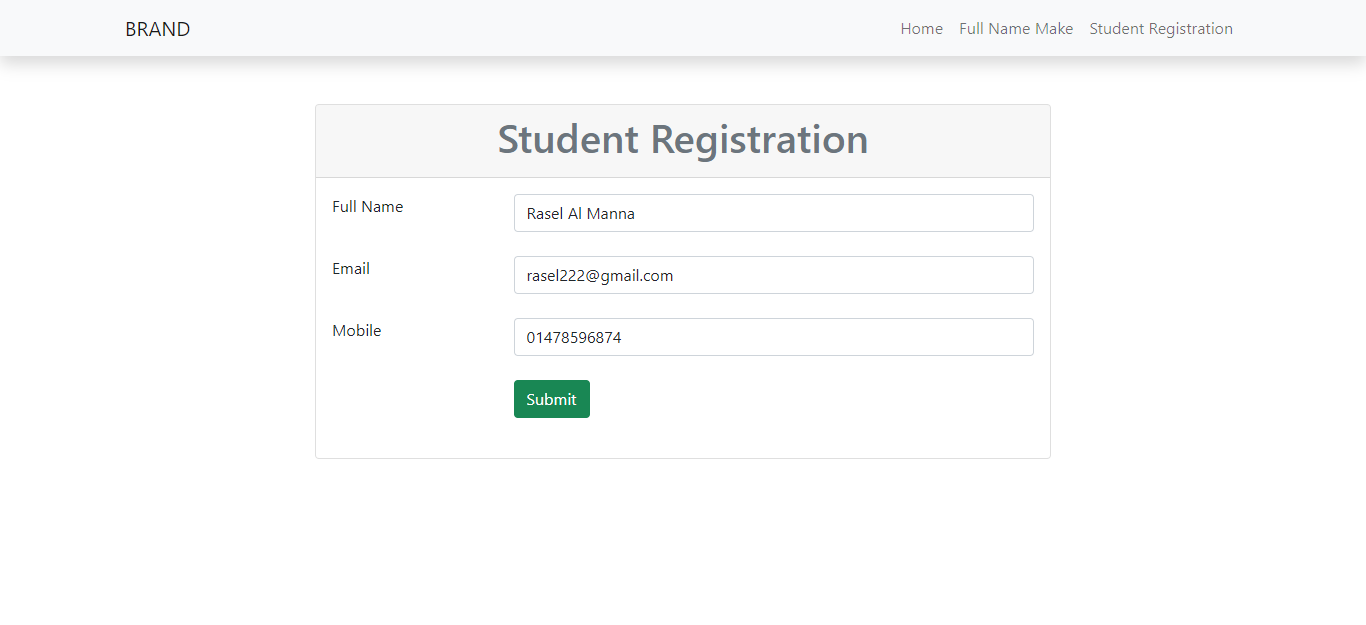 BRAND Home Full Name Make Student Registration
Student Registration
Full Name Rasel Al Manna
Email rasel222@gmail.com
Mobile 01478596874
Submit